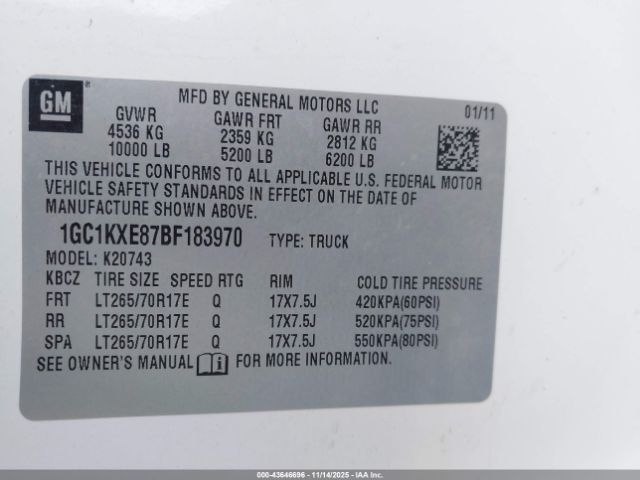 GM
MFD BY GENERAL MOTORS LLC
01/11
GVWR GAWR FRT GAWR RR
4536 KG 2359 KG 2812 KG
10000 LB 5200 LB 6200 LB
THIS VEHICLE CONFORMS TO ALL APPLICABLE U.S. FEDERAL MOTOR
VEHICLE SAFETY STANDARDS IN EFFECT ON THE DATE OF
MANUFACTURE SHOWN ABOVE.
1GC1KXE87BF183970 TYPE: TRUCK
MODEL: K20743
KBCZ TIRE SIZE SPEED RTG RIM COLD TIRE PRESSURE
FRT LT265/70R17E Q 17X7.5J 420KPA(60PSI)
RR LT265/70R17E Q 17X7.5J 520KPA(75PSI)
SPA LT265/70R17E Q 17X7.5J 550KPA(80PSI)
SEE OWNER'S MANUAL i FOR MORE INFORMATION.
000-43646696 - 11/14/2025 - IAA Inc.